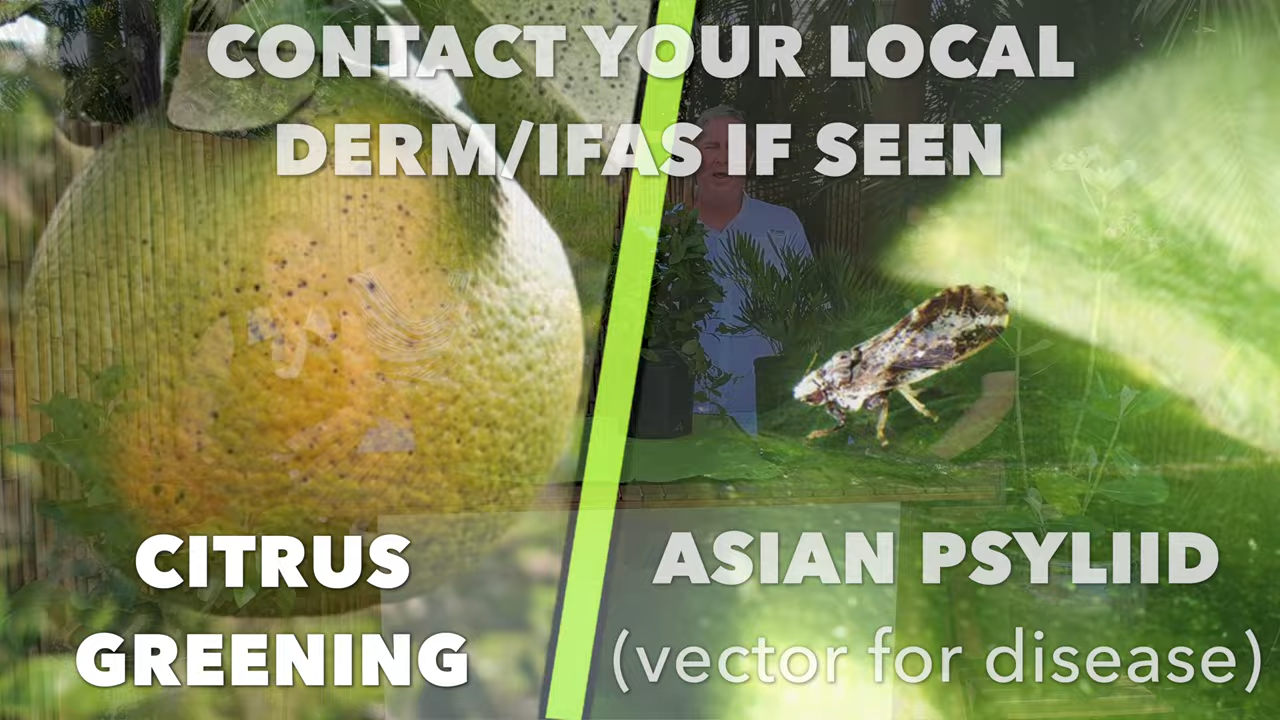 CONTACT YOUR LOCAL
DERM/IFAS IF SEEN
CITRUS
GREENING
ASIAN PSYLIID
(vector for disease)